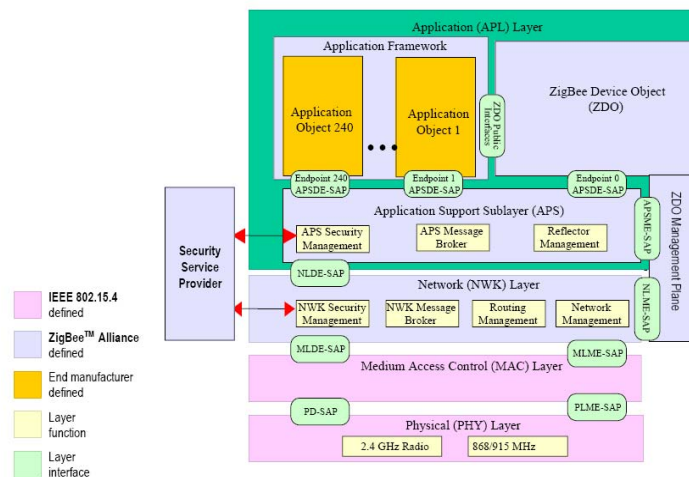 Application (APL) Layer
Application Framework
Application
Object 240
Application
Object 1
ZDO Public
Interfaces
ZigBee Device Object
(ZDO)
Endpoint 240
APSDE-SAP
Endpoint 1
APSDE-SAP
Endpoint 0
APSDE-SAP
Application Support Sublayer (APS)
APS Security
Management
APS Message
Broker
Reflector
Management
APSME-SAP
ZDO Management Plane
Security
Service
Provider
NLDE-SAP
Network (NWK) Layer
NWK Security
Management
NWK Message
Broker
Routing
Management
Network
Management
NLME-SAP
MLDE-SAP
MLME-SAP
Medium Access Control (MAC) Layer
PD-SAP
PLME-SAP
Physical (PHY) Layer
2.4 GHz Radio
868/915 MHz
IEEE 802.15.4
defined
ZigBee™ Alliance
defined
End manufacturer
defined
Layer
function
Layer
interface